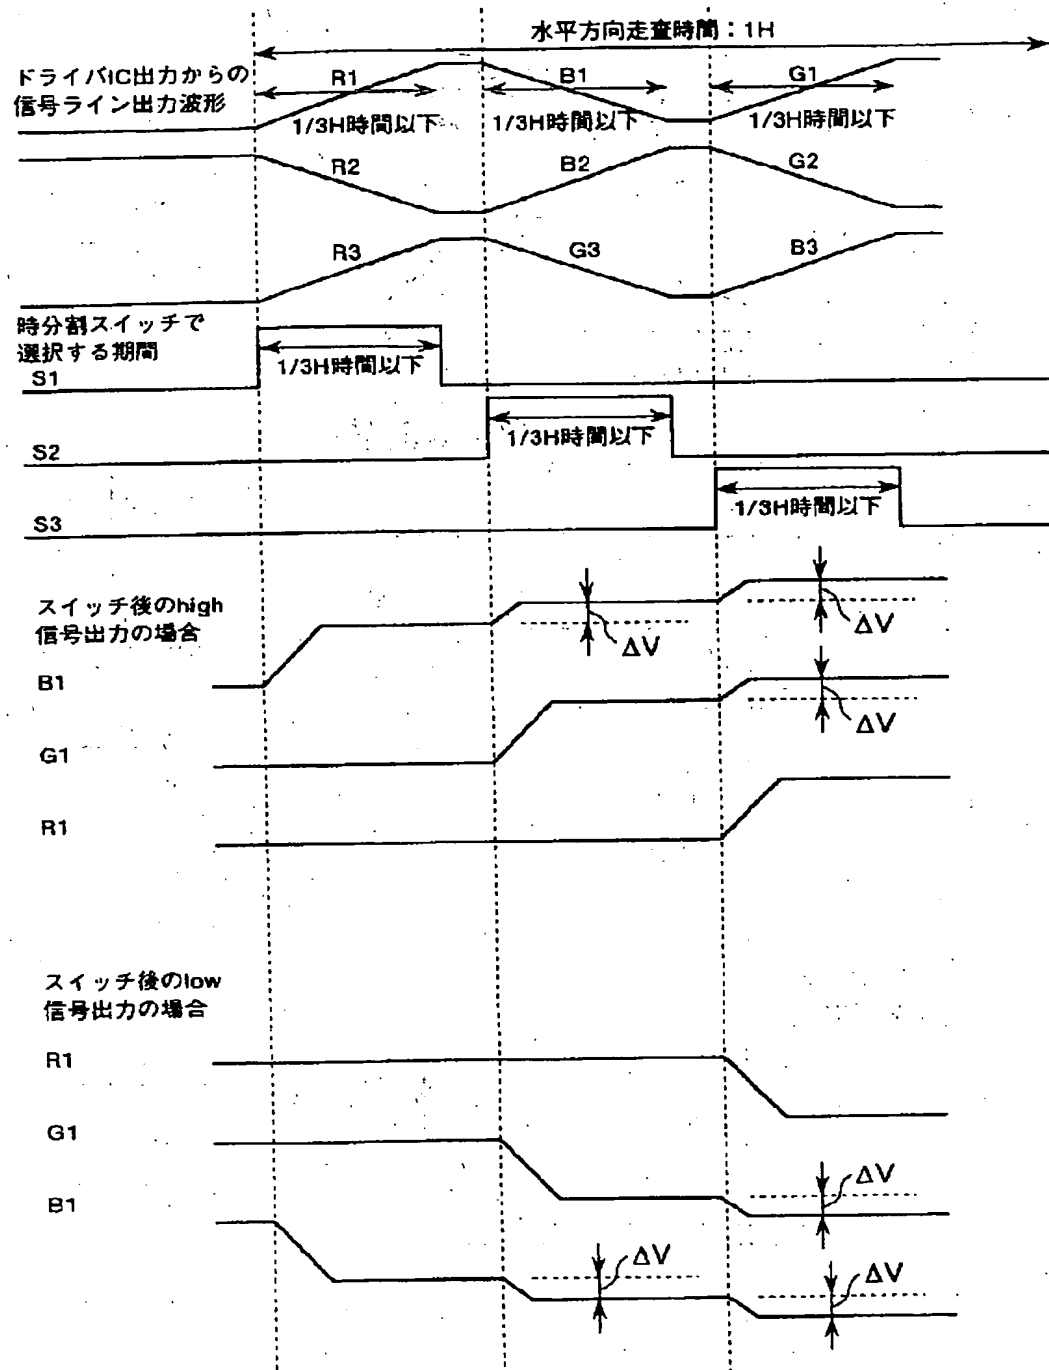 水平方向走査時間：1H
ドライバIC出力からの
信号ライン出力波形
R1
B1
G1
1/3H時間以下
1/3H時間以下
1/3H時間以下
R2
B2
G2
R3
G3
B3
時分割スイッチで
選択する期間
S1
1/3H時間以下
S2
1/3H時間以下
S3
1/3H時間以下
スイッチ後のhigh
信号出力の場合
ΔV
ΔV
B1
ΔV
G1
R1
スイッチ後のlow
信号出力の場合
R1
G1
ΔV
B1
ΔV
ΔV